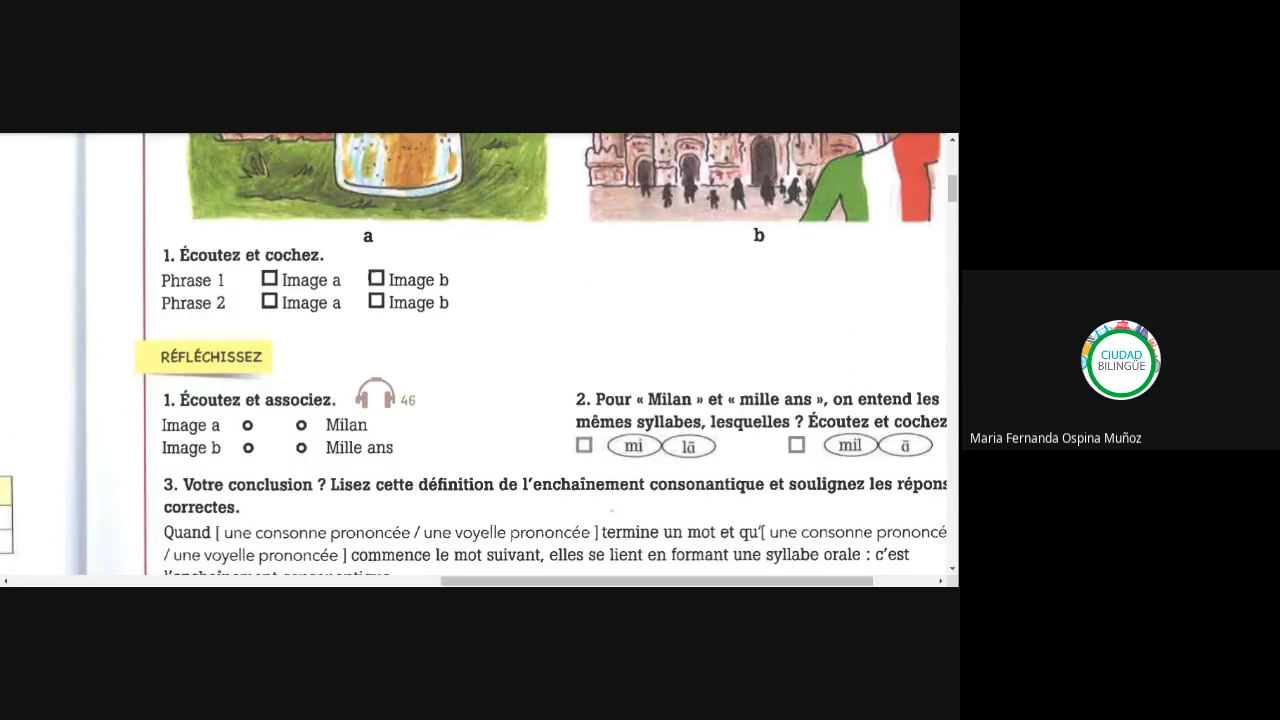 a
b
1. Écoutez et cochez.
Phrase 1 Image a Image b
Phrase 2 Image a Image b
RÉFLÉCHISSEZ
1. Écoutez et associez. 46
Image a Milan
Image b Mille ans
2. Pour « Milan » et « mille ans », on entend les
mêmes syllabes, lesquelles ? Écoutez et cochez
mi lã mil ã
3. Votre conclusion ? Lisez cette définition de l'enchaînement consonantique et soulignez les répons
correctes.
Quand [ une consonne prononcée / une voyelle prononcée ] termine un mot et qu'[ une consonne prononcé
/ une voyelle prononcée ] commence le mot suivant, elles se lient en formant une syllabe orale : c'est
CIUDAD
BILINGÜE
Maria Fernanda Ospina Muñoz